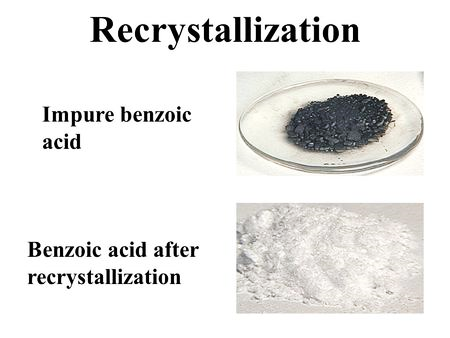 Recrystallization
Impure benzoic
acid
Benzoic acid after
recrystallization